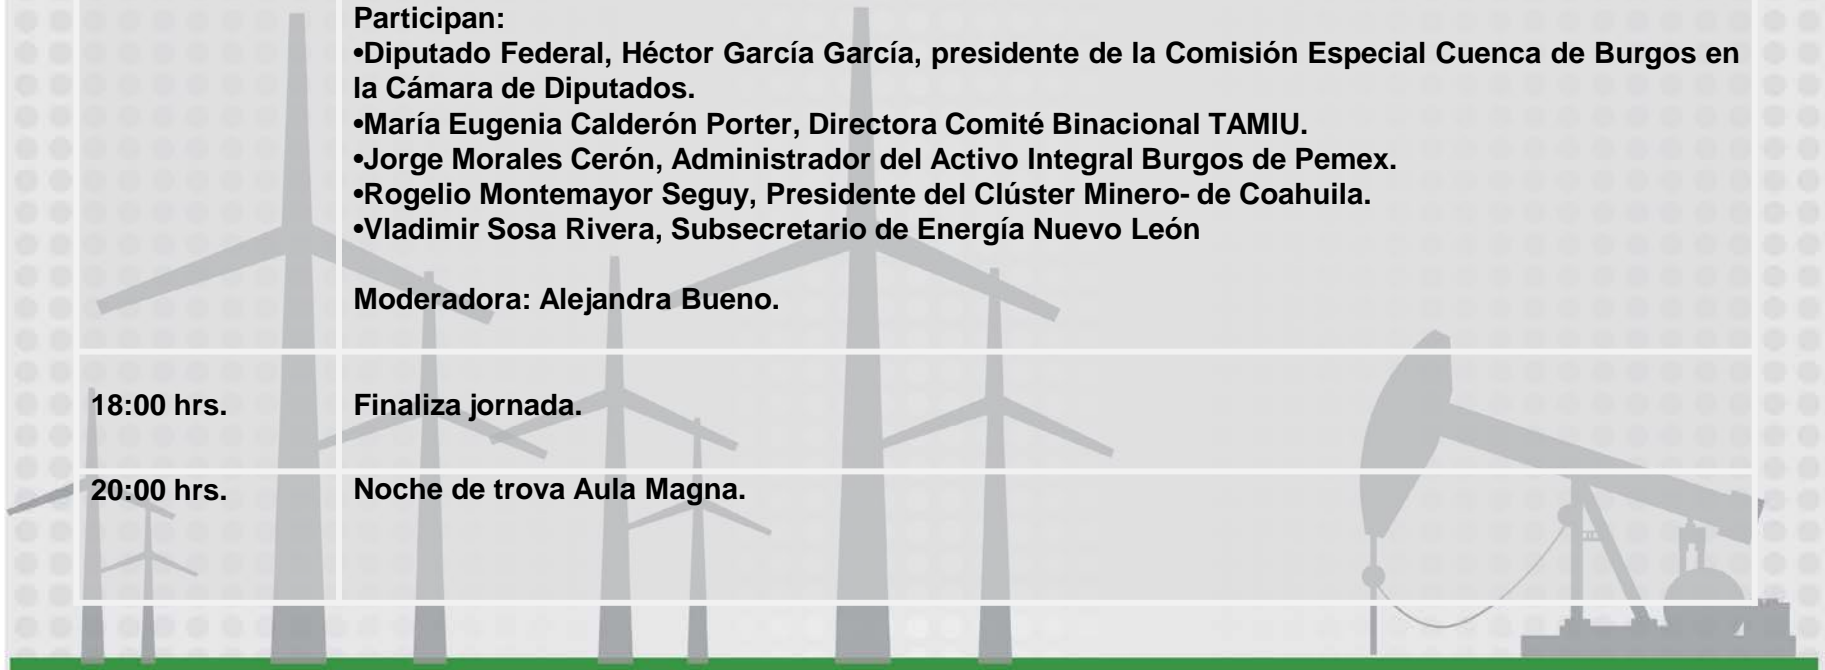 Participan:
•Diputado Federal, Héctor García García, presidente de la Comisión Especial Cuenca de Burgos en
la Cámara de Diputados.
•María Eugenia Calderón Porter, Directora Comité Binacional TAMIU.
•Jorge Morales Cerón, Administrador del Activo Integral Burgos de Pemex.
•Rogelio Montemayor Seguy, Presidente del Clúster Minero- de Coahuila.
•Vladimir Sosa Rivera, Subsecretario de Energía Nuevo León
Moderadora: Alejandra Bueno.
18:00 hrs. Finaliza jornada.
20:00 hrs. Noche de trova Aula Magna.